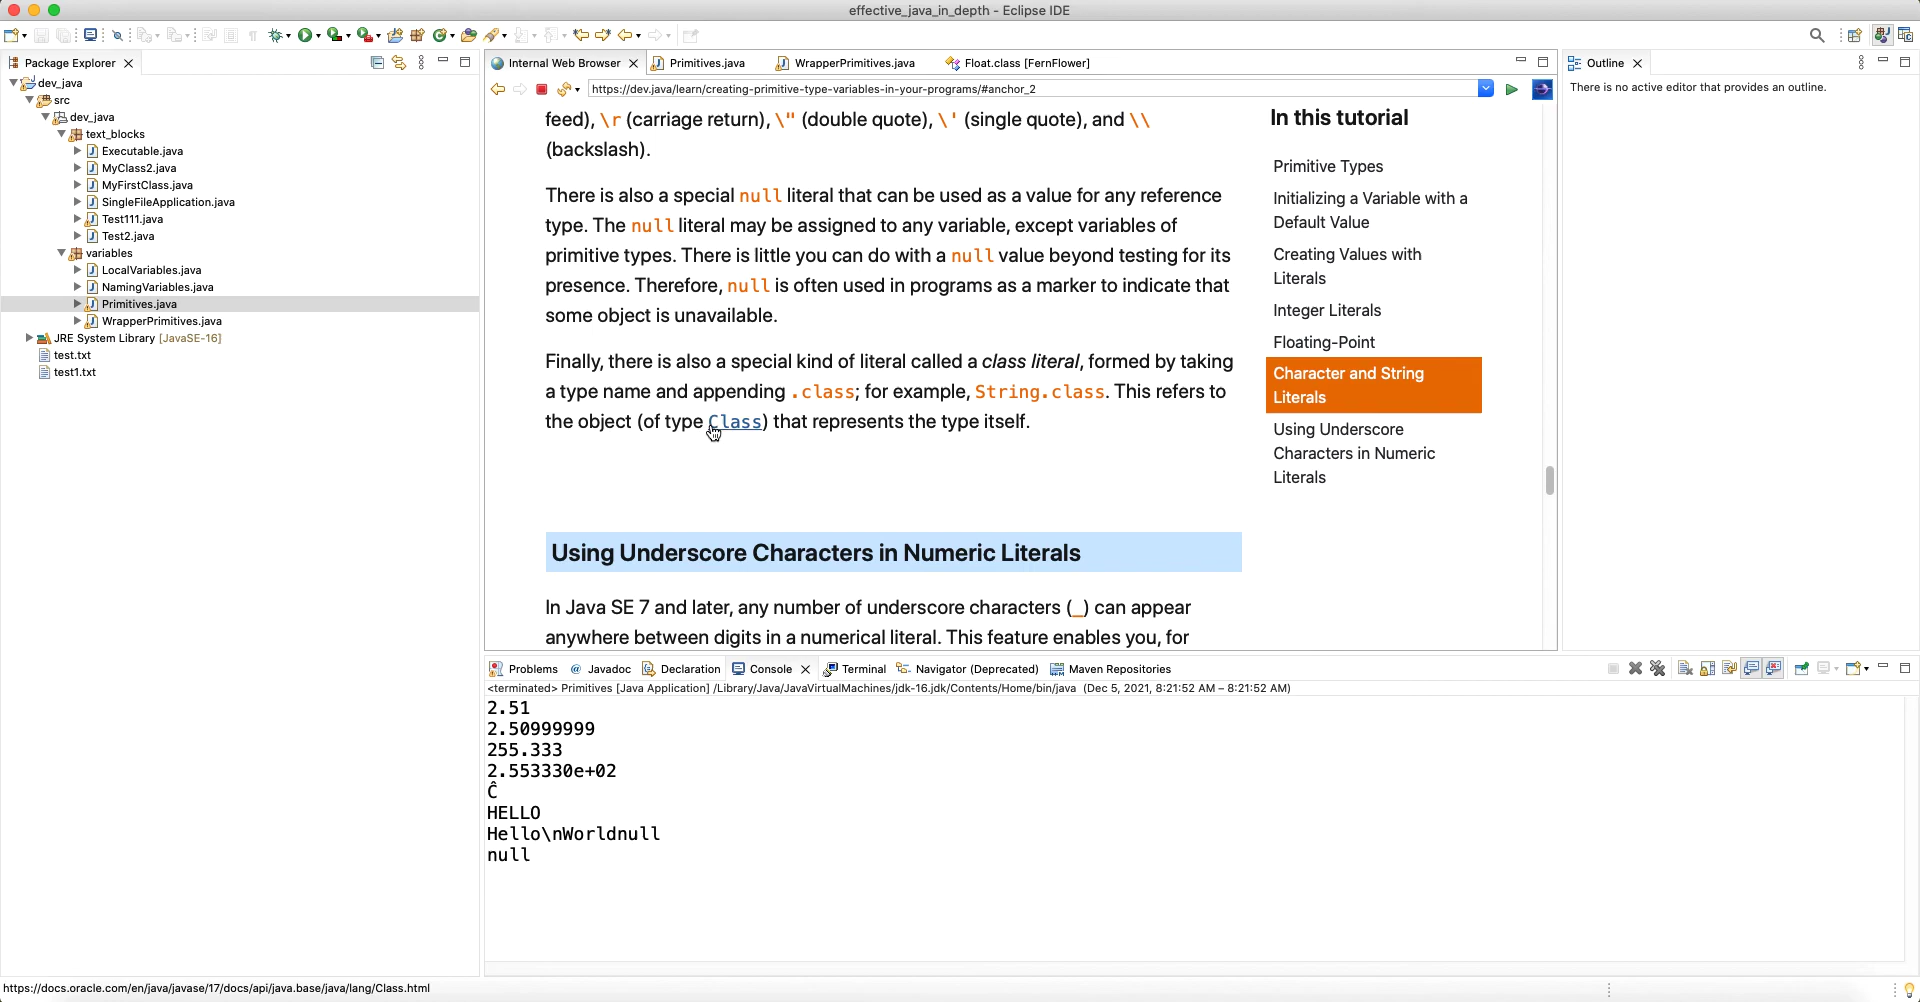 effective_java_in_depth - Eclipse IDE
Package Explorer
dev_java
src
dev_java
text_blocks
Executable.java
MyClass2.java
MyFirstClass.java
SingleFileApplication.java
Test111.java
Test2.java
variables
LocalVariables.java
NamingVariables.java
Primitives.java
WrapperPrimitives.java
JRE System Library [JavaSE-16]
test.txt
test1.txt
Internal Web Browser
Primitives.java
WrapperPrimitives.java
Float.class [FernFlower]
https://dev.java/learn/creating-primitive-type-variables-in-your-programs/#anchor_2
feed), \r (carriage return), \" (double quote), \' (single quote), and \\
(backslash).
There is also a special null literal that can be used as a value for any reference
type. The null literal may be assigned to any variable, except variables of
primitive types. There is little you can do with a null value beyond testing for its
presence. Therefore, null is often used in programs as a marker to indicate that
some object is unavailable.
Finally, there is also a special kind of literal called a class literal, formed by taking
a type name and appending .class; for example, String.class. This refers to
the object (of type Class) that represents the type itself.
Using Underscore Characters in Numeric Literals
In Java SE 7 and later, any number of underscore characters (_) can appear
anywhere between digits in a numerical literal. This feature enables you, for
In this tutorial
Primitive Types
Initializing a Variable with a
Default Value
Creating Values with
Literals
Integer Literals
Floating-Point
Character and String
Literals
Using Underscore
Characters in Numeric
Literals
Outline
There is no active editor that provides an outline.
Problems
@ Javadoc
Declaration
Console
Terminal
Navigator (Deprecated)
Maven Repositories
<terminated> Primitives [Java Application] /Library/Java/JavaVirtualMachines/jdk-16.jdk/Contents/Home/bin/java (Dec 5, 2021, 8:21:52 AM – 8:21:52 AM)
2.51
2.50999999
255.333
2.553330e+02
Ĉ
HELLO
Hello\nWorldnull
null
https://docs.oracle.com/en/java/javase/17/docs/api/java.base/java/lang/Class.html